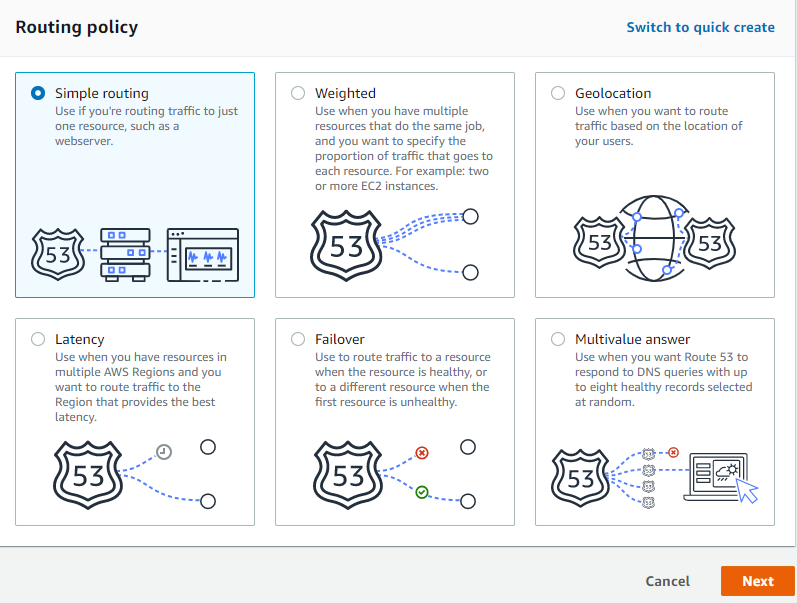 Routing policy
Switch to quick create
Simple routing
Use if you're routing traffic to just
one resource, such as a
webserver.
53
Weighted
Use when you have multiple
resources that do the same job,
and you want to specify the
proportion of traffic that goes to
each resource. For example: two
or more EC2 instances.
53
Geolocation
Use when you want to route
traffic based on the location of
your users.
53
53
Latency
Use when you have resources in
multiple AWS Regions and you
want to route traffic to the
Region that provides the best
latency.
53
Failover
Use to route traffic to a resource
when the resource is healthy, or
to a different resource when the
first resource is unhealthy.
53
Multivalue answer
Use when you want Route 53 to
respond to DNS queries with up
to eight healthy records selected
at random.
53
53
53
53
53
Cancel
Next